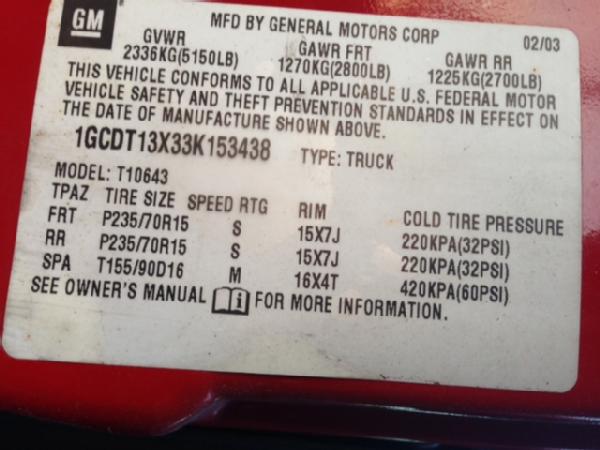 GM
MFD BY GENERAL MOTORS CORP 02/03
GVWR GAWR FRT GAWR RR
2336KG(5150LB) 1270KG(2800LB) 1225KG(2700LB)
THIS VEHICLE CONFORMS TO ALL APPLICABLE U.S. FEDERAL MOTOR
VEHICLE SAFETY AND THEFT PREVENTION STANDARDS IN EFFECT ON
THE DATE OF MANUFACTURE SHOWN ABOVE.
1GCDT13X33K153438 TYPE: TRUCK
MODEL: T10643
TPAZ TIRE SIZE SPEED RTG RIM COLD TIRE PRESSURE
FRT P235/70R15 S 15X7J 220KPA(32PSI)
RR P235/70R15 S 15X7J 220KPA(32PSI)
SPA T155/90D16 M 16X4T 420KPA(60PSI)
SEE OWNER'S MANUAL i FOR MORE INFORMATION.